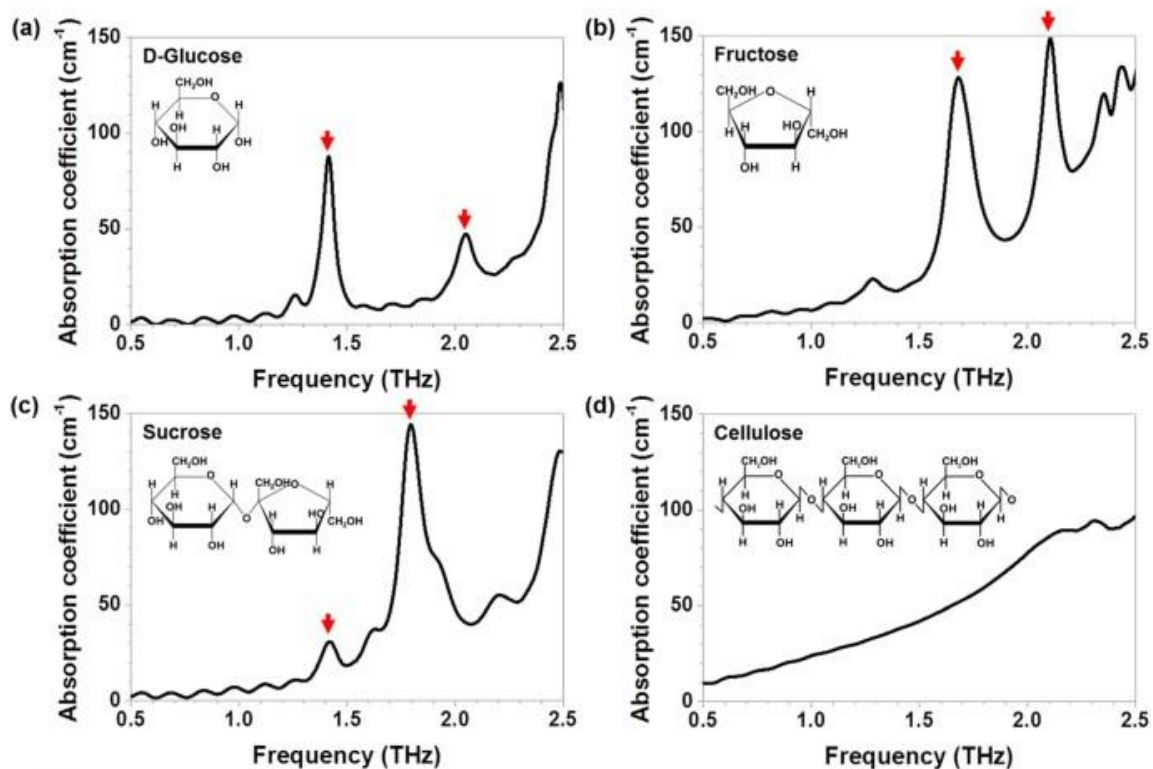 (a)
D-Glucose
CH₂OH
O
H
H
H
OH
H
OH
OH
H
OH
Absorption coefficient (cm⁻¹)
150
100
50
0
0.5 1.0 1.5 2.0 2.5
Frequency (THz)
(b)
Fructose
CH₂OH
O
H
H
H
HO
CH₂OH
OH
H
Absorption coefficient (cm⁻¹)
150
100
50
0
0.5 1.0 1.5 2.0 2.5
Frequency (THz)
(c)
Sucrose
CH₂OH
O
H
H
H
OH
H
OH
H
OH
O
CH₂OH
O
H
H
HO
CH₂OH
OH
H
Absorption coefficient (cm⁻¹)
150
100
50
0
0.5 1.0 1.5 2.0 2.5
Frequency (THz)
(d)
Cellulose
CH₂OH CH₂OH CH₂OH
O O O
H H H
H H H
OH H OH H OH H
O O O
H H H
H H H
OH OH OH
Absorption coefficient (cm⁻¹)
150
100
50
0
0.5 1.0 1.5 2.0 2.5
Frequency (THz)